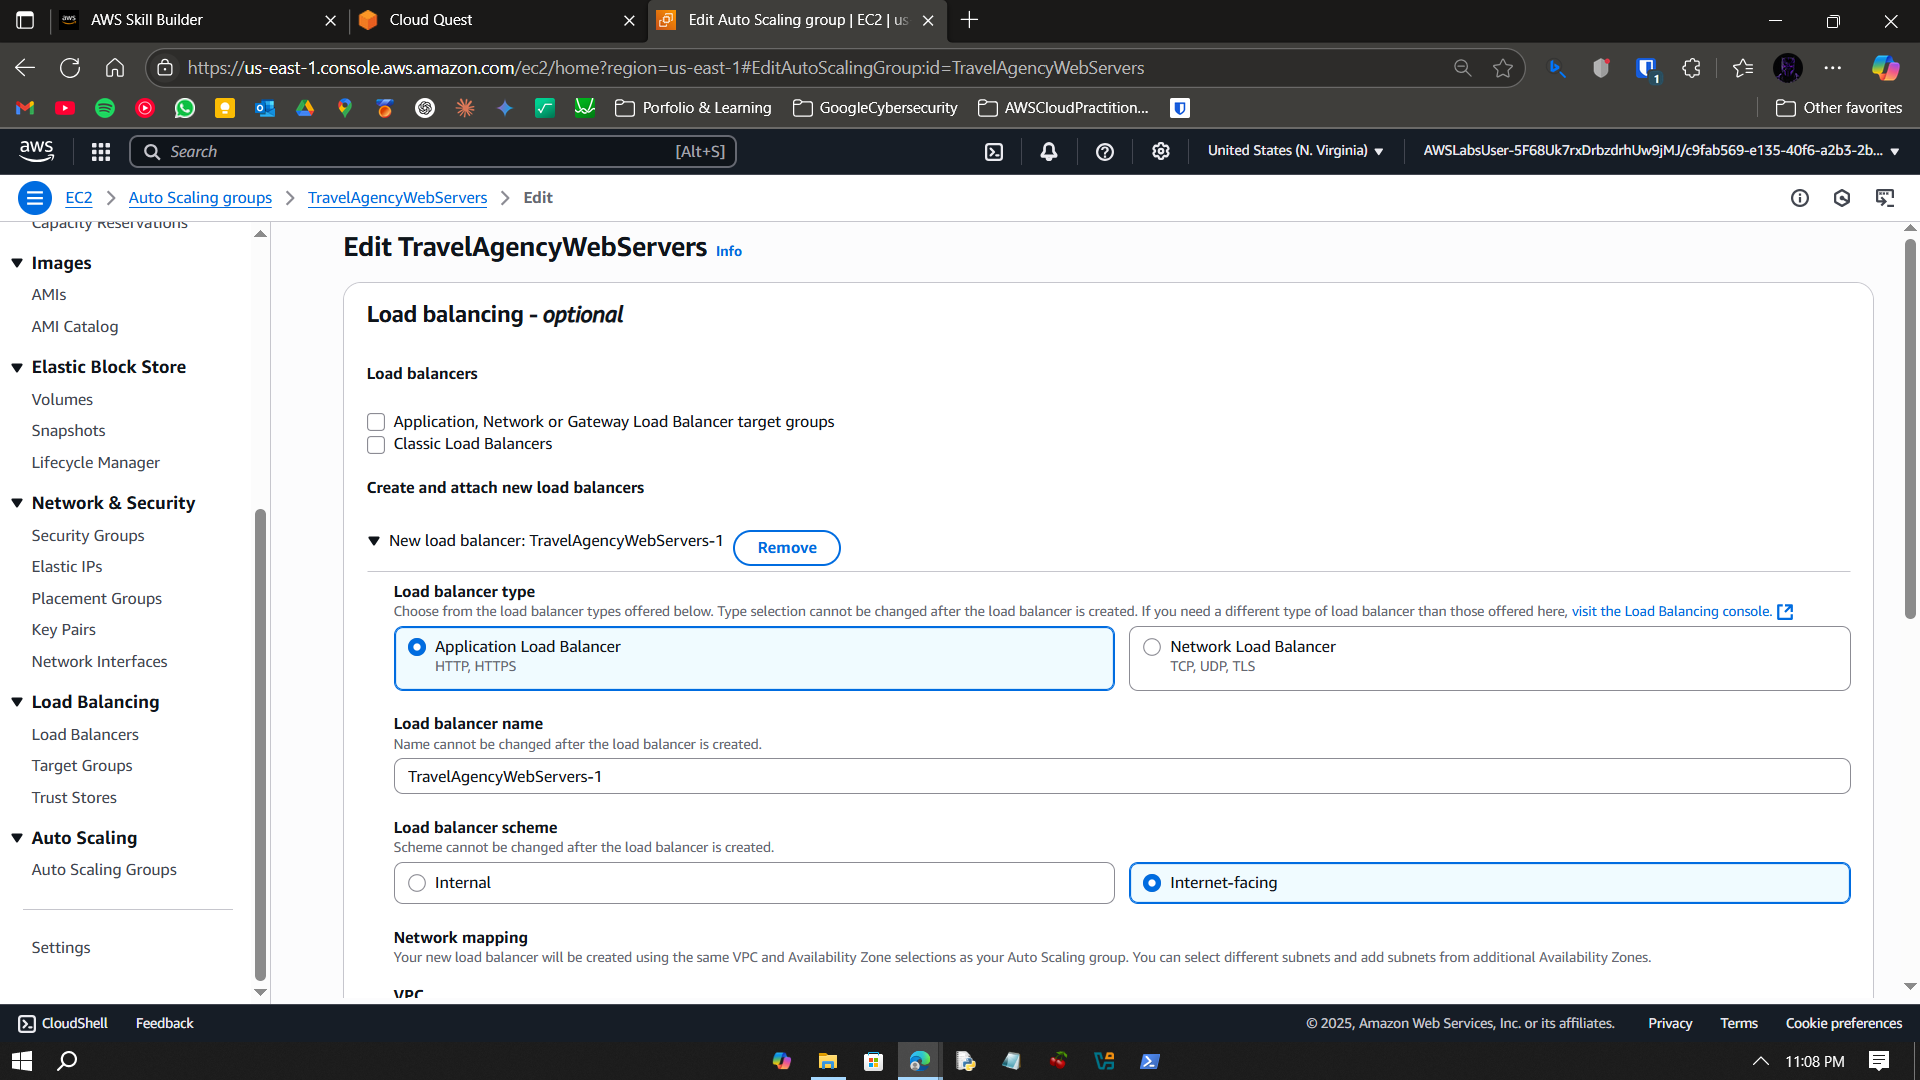 AWS Skill Builder
Cloud Quest
Edit Auto Scaling group | EC2 | us
https://us-east-1.console.aws.amazon.com/ec2/home?region=us-east-1#EditAutoScalingGroup:id=TravelAgencyWebServers
1
Porfolio & Learning
GoogleCybersecurity
AWSCloudPractition...
Other favorites
aws
Search
[Alt+S]
United States (N. Virginia)
AWSLabsUser-5F68Uk7rxDrbzdrhUw9jMJ/c9fab569-e135-40f6-a2b3-2b...
EC2
Auto Scaling groups
TravelAgencyWebServers
Edit
Capacity Reservations
Images
AMIs
AMI Catalog
Elastic Block Store
Volumes
Snapshots
Lifecycle Manager
Network & Security
Security Groups
Elastic IPs
Placement Groups
Key Pairs
Network Interfaces
Load Balancing
Load Balancers
Target Groups
Trust Stores
Auto Scaling
Auto Scaling Groups
Settings
Edit TravelAgencyWebServers Info
Load balancing - optional
Load balancers
Application, Network or Gateway Load Balancer target groups
Classic Load Balancers
Create and attach new load balancers
New load balancer: TravelAgencyWebServers-1
Remove
Load balancer type
Choose from the load balancer types offered below. Type selection cannot be changed after the load balancer is created. If you need a different type of load balancer than those offered here, visit the Load Balancing console.
Application Load Balancer
HTTP, HTTPS
Network Load Balancer
TCP, UDP, TLS
Load balancer name
Name cannot be changed after the load balancer is created.
TravelAgencyWebServers-1
Load balancer scheme
Scheme cannot be changed after the load balancer is created.
Internal
Internet-facing
Network mapping
Your new load balancer will be created using the same VPC and Availability Zone selections as your Auto Scaling group. You can select different subnets and add subnets from additional Availability Zones.
VPC
CloudShell
Feedback
© 2025, Amazon Web Services, Inc. or its affiliates.
Privacy
Terms
Cookie preferences
11:08 PM